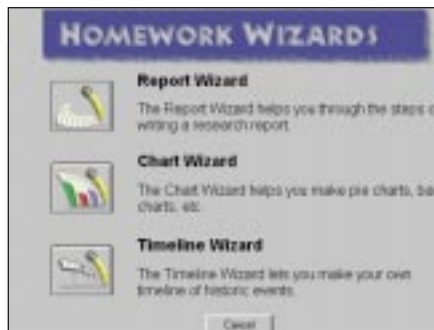 HOMEWORK WIZARDS
Report Wizard
The Report Wizard helps you through the steps o
writing a research report.
Chart Wizard
The Chart Wizard helps you make pie charts, ba
charts, etc.
Timeline Wizard
The Timeline Wizard lets you make your own
timeline of historic events.
Cancel